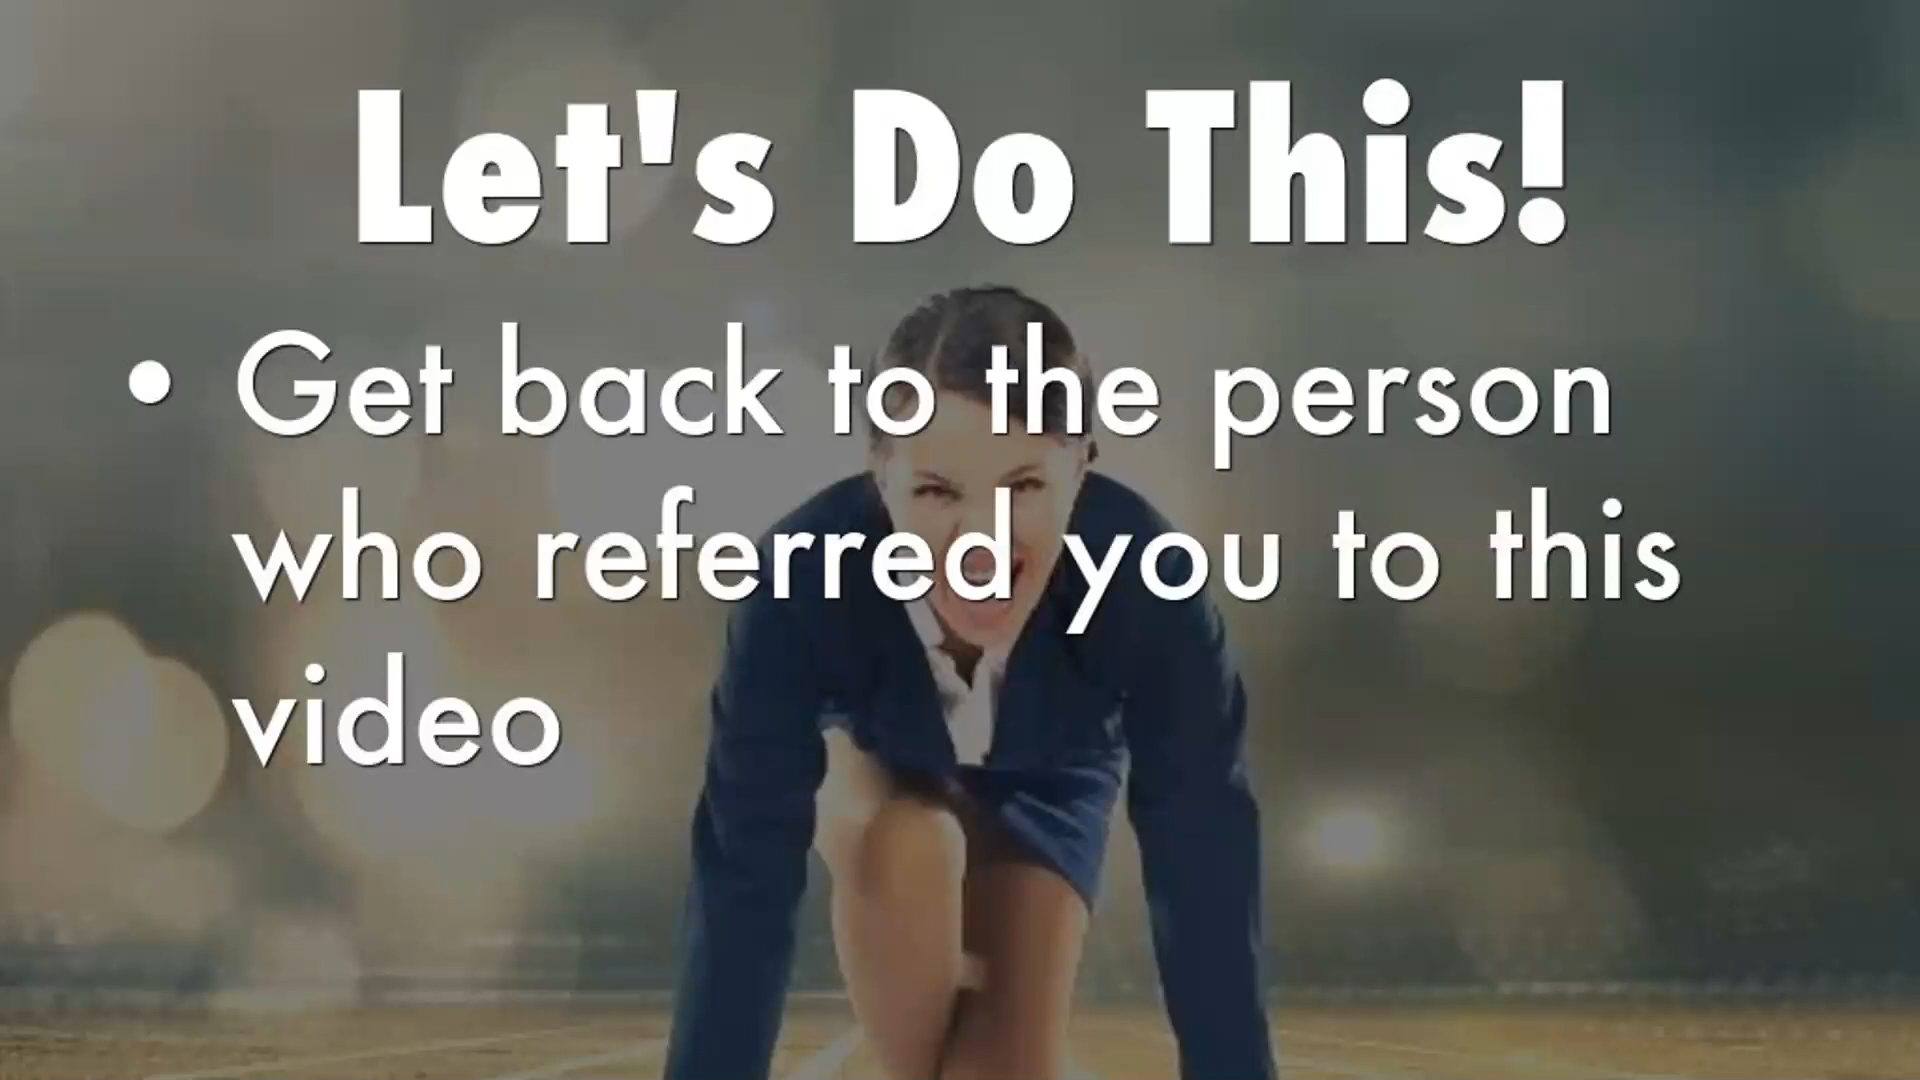 Let's Do This!
• Get back to the person
who referred you to this
video